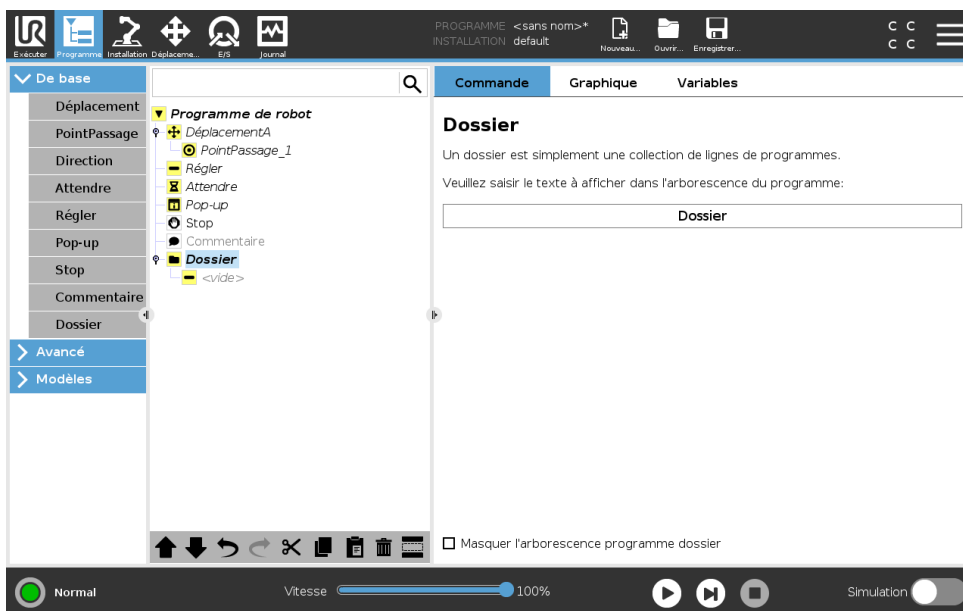 PROGRAMME <sans nom>*
INSTALLATION default
Exécuter
Programme
Installation
Déplaceme...
E/S
Journal
Nouveau...
Ouvrir...
Enregistrer...
C C
C C
De base
Déplacement
PointPassage
Direction
Attendre
Régler
Pop-up
Stop
Commentaire
Dossier
Avancé
Modèles
Programme de robot
DéplacementA
PointPassage_1
Régler
Attendre
Pop-up
Stop
Commentaire
Dossier
<vide>
Commande
Graphique
Variables
Dossier
Un dossier est simplement une collection de lignes de programmes.
Veuillez saisir le texte à afficher dans l'arborescence du programme:
Dossier
Masquer l'arborescence programme dossier
Normal
Vitesse
100%
Simulation